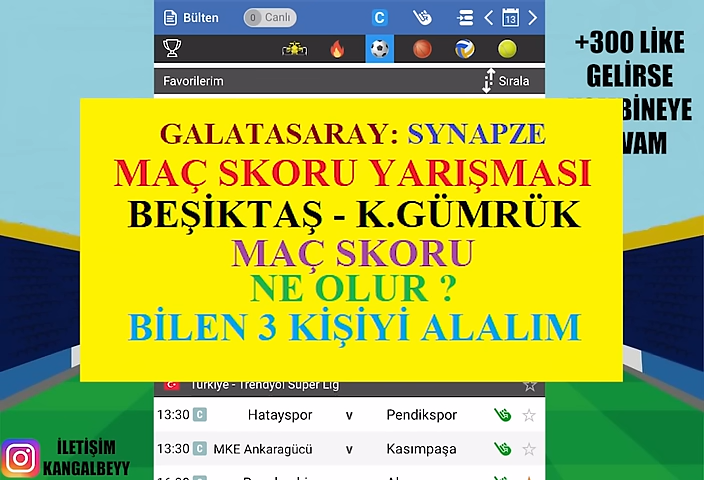 Bülten
0 Canlı
C
13
+300 LİKE
GELİRSE
Favorilerim
Sırala
GALATASARAY: SYNAPZE
MAÇ SKORU YARIŞMASI
BEŞİKTAŞ - K.GÜMRÜK
MAÇ SKORU
NE OLUR ?
BİLEN 3 KİŞİYİ ALALIM
Türkiye - Trendyol Süper Lig
13:30 C Hatayspor v Pendikspor
13:30 C MKE Ankaragücü v Kasımpaşa
İLETİŞİM
KANGALBEYY